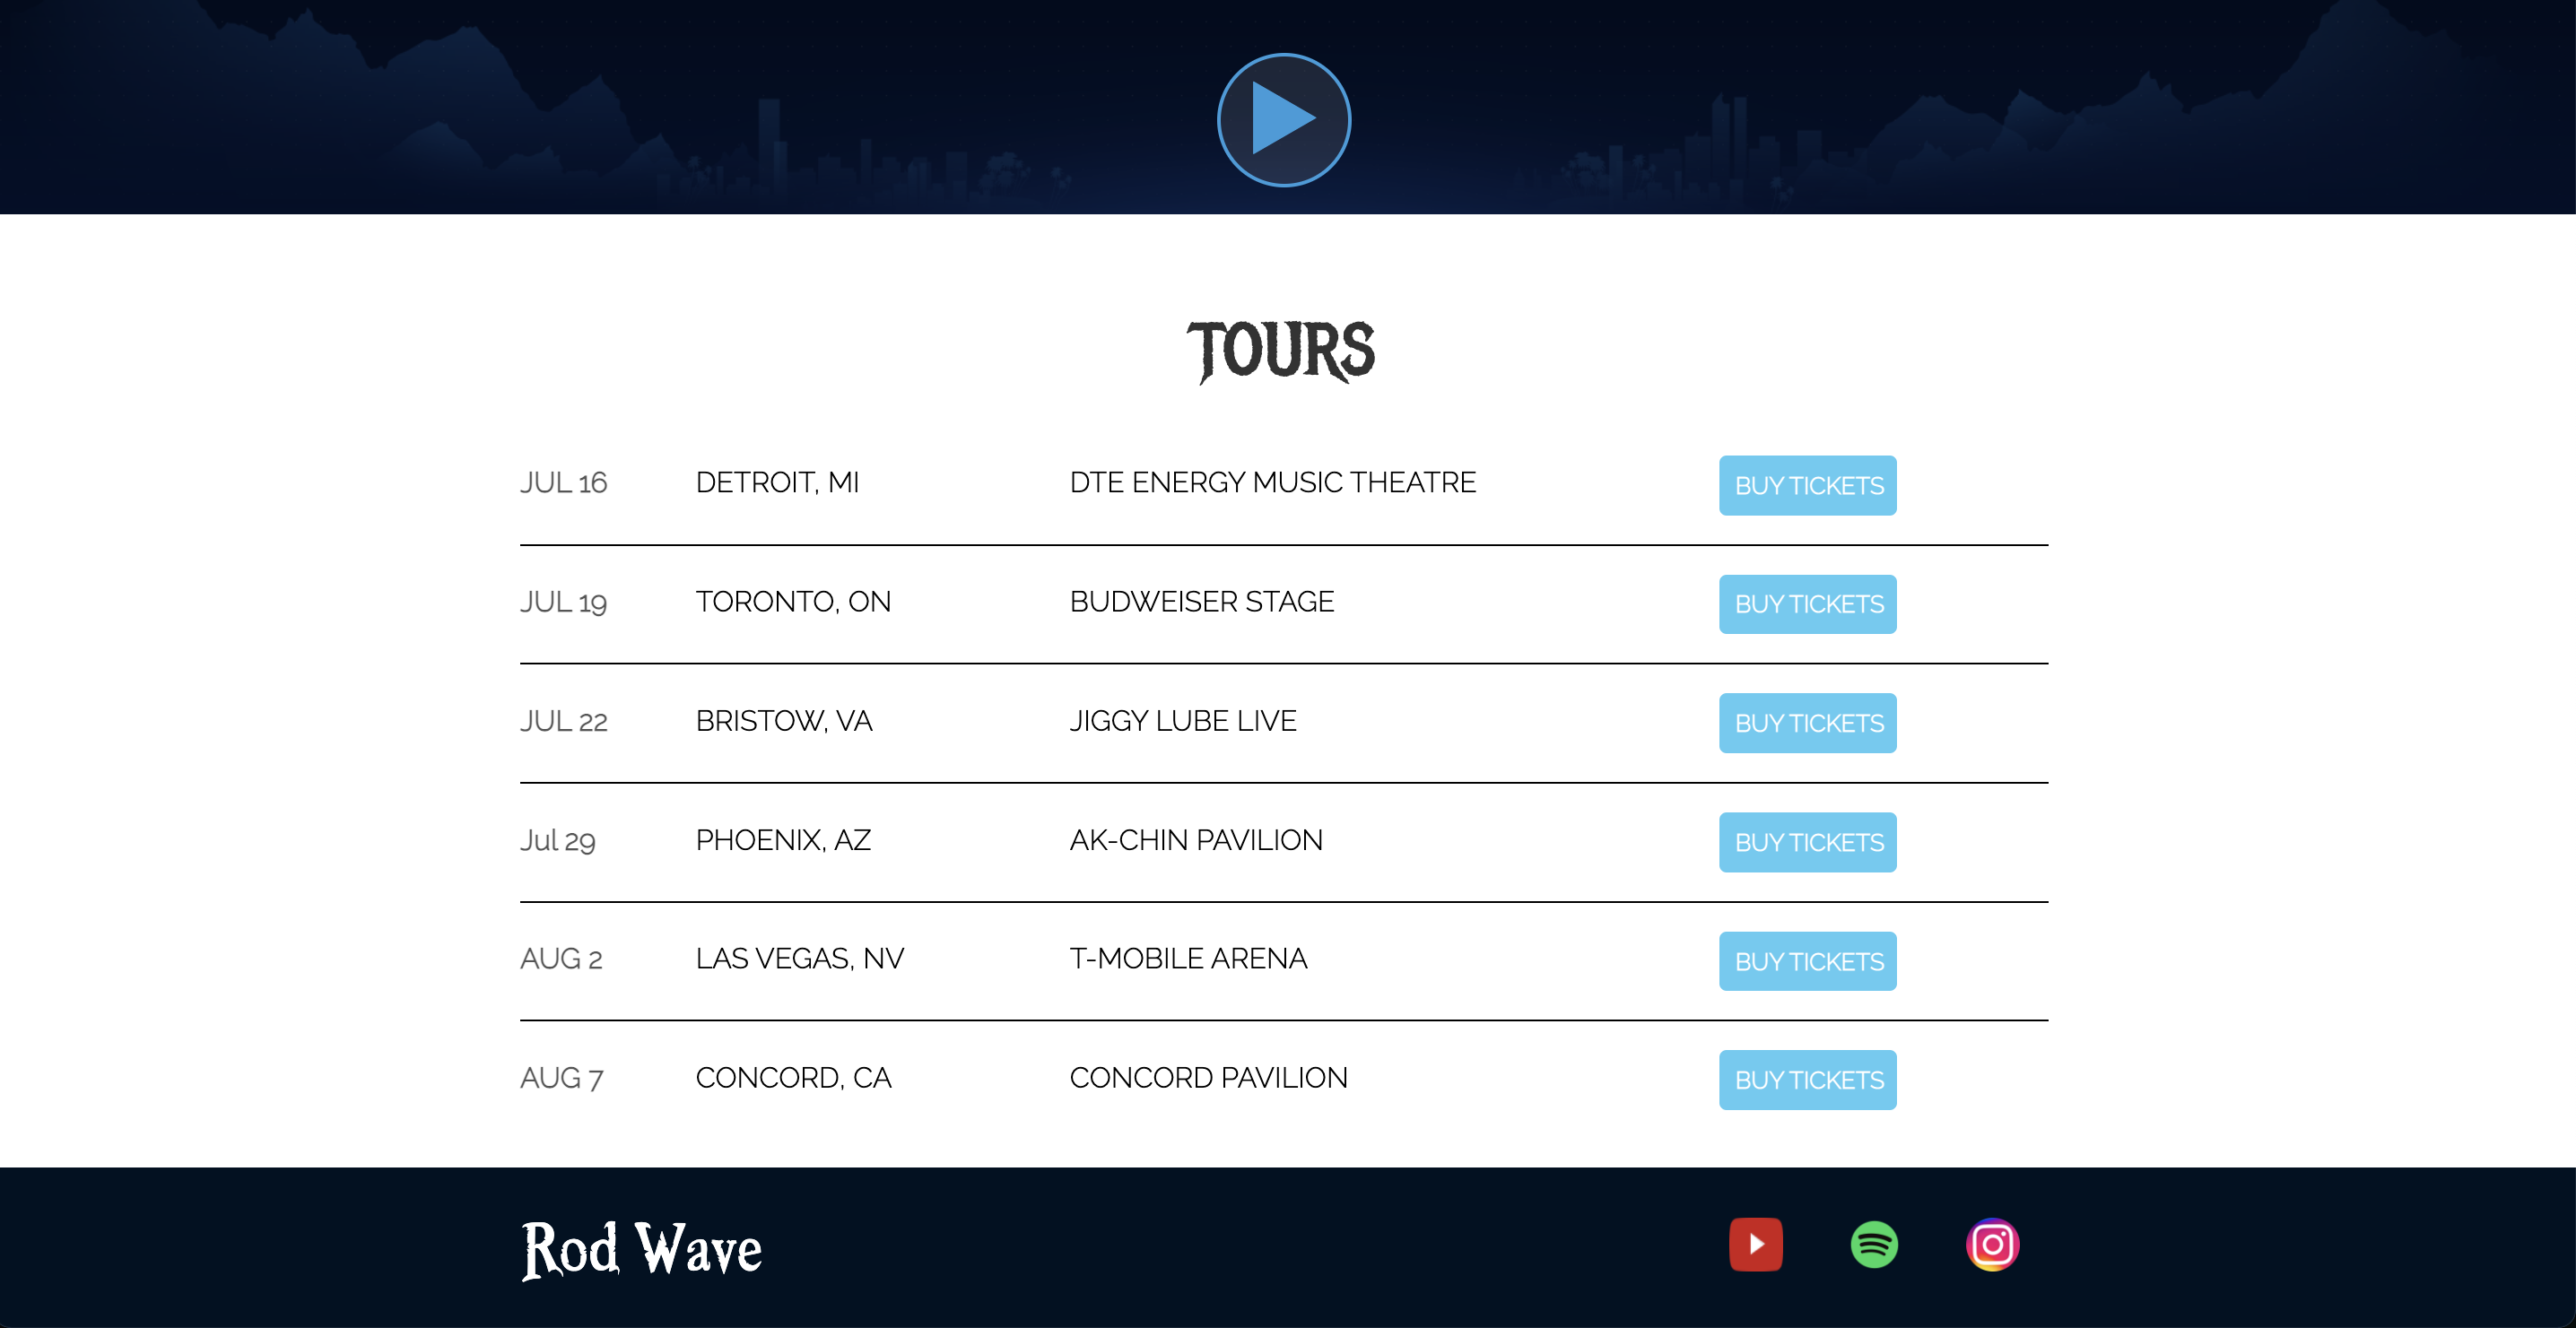 TOURS
JUL 16 DETROIT, MI DTE ENERGY MUSIC THEATRE BUY TICKETS
JUL 19 TORONTO, ON BUDWEISER STAGE BUY TICKETS
JUL 22 BRISTOW, VA JIGGY LUBE LIVE BUY TICKETS
Jul 29 PHOENIX, AZ AK-CHIN PAVILION BUY TICKETS
AUG 2 LAS VEGAS, NV T-MOBILE ARENA BUY TICKETS
AUG 7 CONCORD, CA CONCORD PAVILION BUY TICKETS
Rod Wave